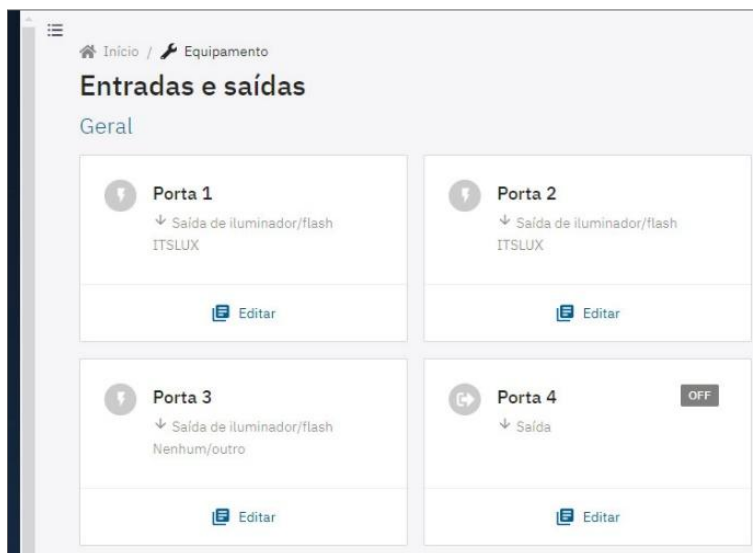 Início / Equipamento
Entradas e saídas
Geral
Porta 1
Saída de iluminador/flash
ITSLUX
Editar
Porta 2
Saída de iluminador/flash
ITSLUX
Editar
Porta 3
Saída de iluminador/flash
Nenhum/outro
Editar
Porta 4
OFF
Saída
Editar